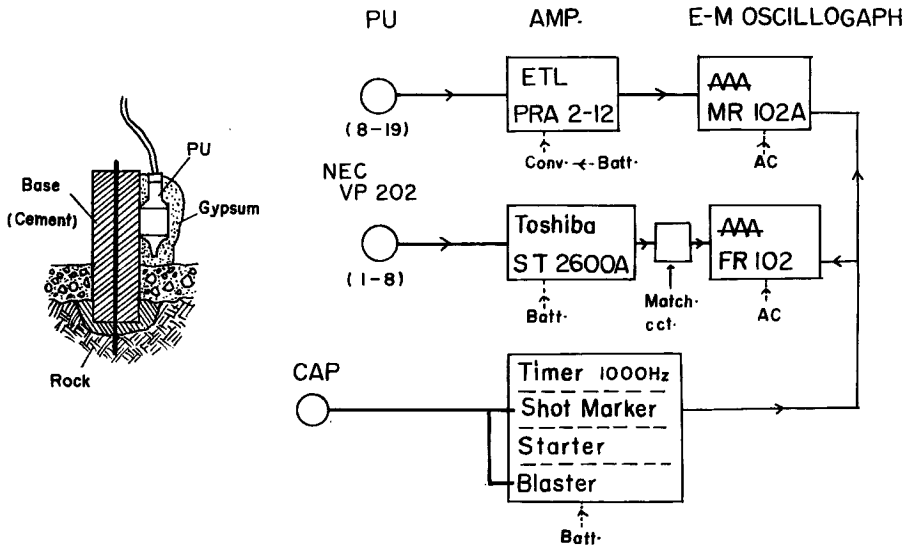 PU
AMP.
E-M OSCILLOGAPH
ETL
PRA 2-12
MR 102A
(8-19)
Conv. Batt.
AC
NEC
VP 202
Toshiba
ST 2600A
FR 102
(1-8)
Batt.
Match.
cct.
AC
CAP
Timer 1000Hz
Shot Marker
Starter
Blaster
Batt.
PU
Base
(Cement)
Gypsum
Rock